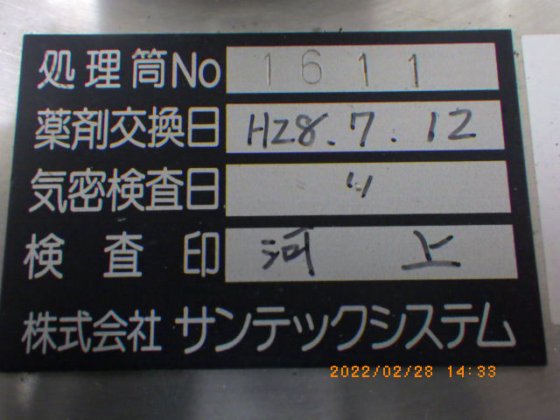 処理筒No 1611
薬剤交換日 H28.7.12
気密検査日 〃
検査印 河上
株式会社 サンテックシステム
2022/02/28 14:33